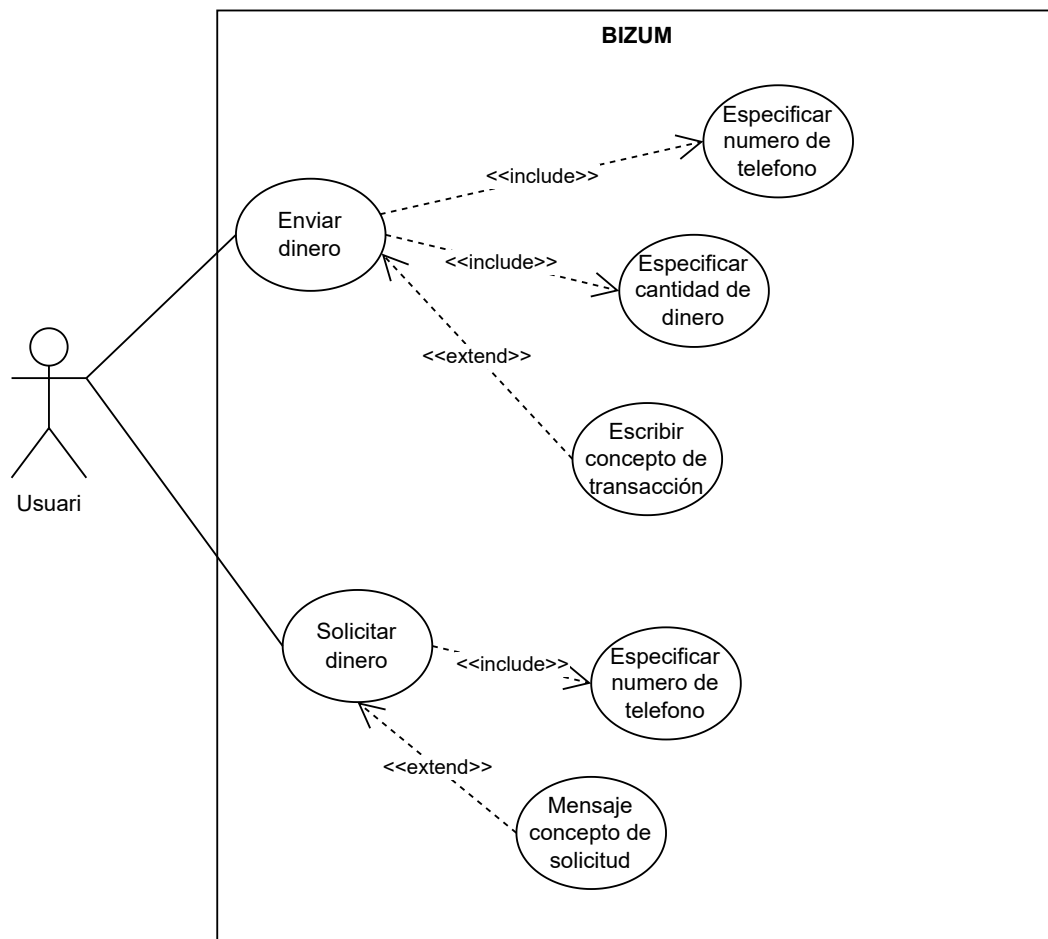 BIZUM
Especificar
numero de
telefono
<<include>>
Enviar
dinero
<<include>>
Especificar
cantidad de
dinero
<<extend>>
Escribir
concepto de
transacción
Usuari
Solicitar
dinero
<<include>>
Especificar
numero de
telefono
<<extend>>
Mensaje
concepto de
solicitud